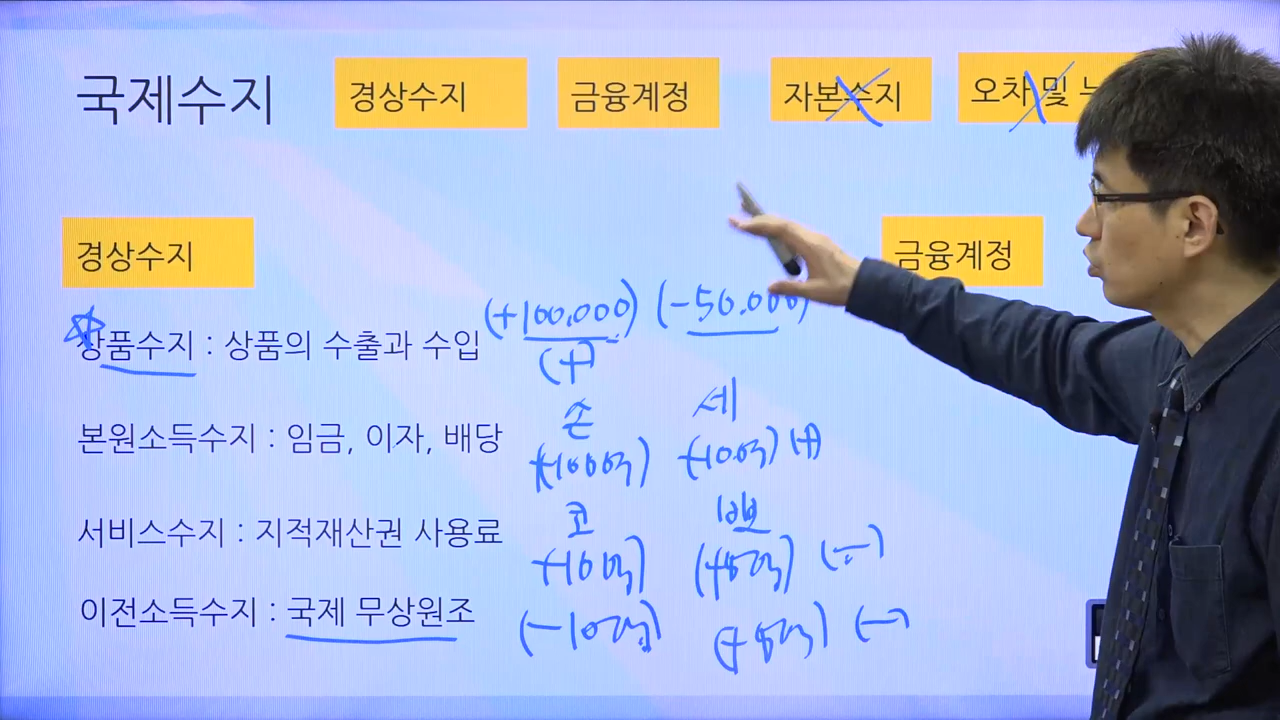 국제수지 경상수지 금융계정 자본수지 오차 및
경상수지 금융계정
(+100,000) (-50,000)
상품수지 : 상품의 수출과 수입
(+)
손 세
본원소득수지 : 임금, 이자, 배당
(+)
코
서비스수지 : 지적재산권 사용료
(-)
이전소득수지 : 국제 무상원조
(-)